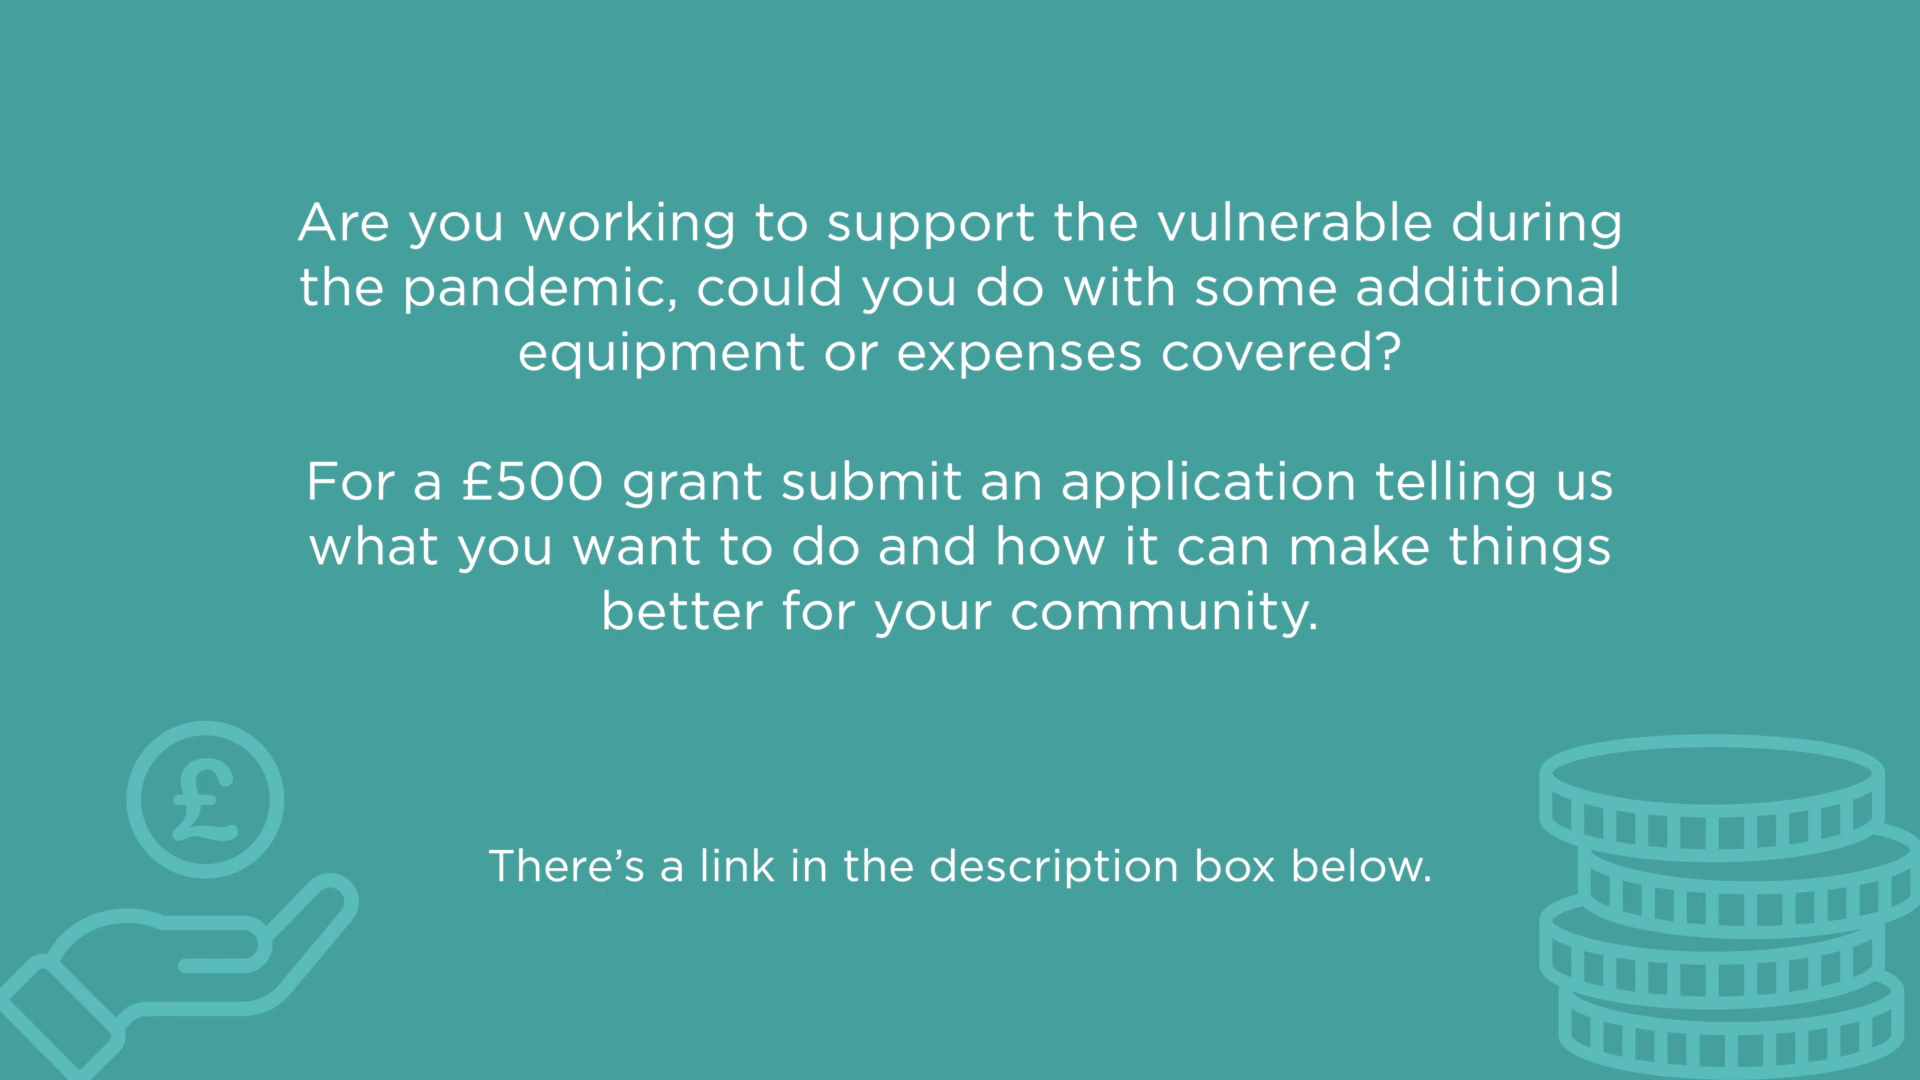 Are you working to support the vulnerable during
the pandemic, could you do with some additional
equipment or expenses covered?
For a £500 grant submit an application telling us
what you want to do and how it can make things
better for your community.
£
There’s a link in the description box below.